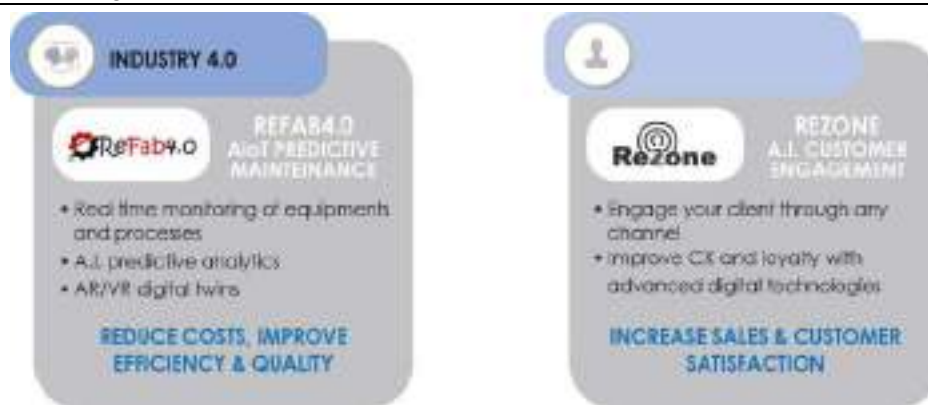 INDUSTRY 4.0
ReFab4.0
REFAB4.0
AIoT PREDICTIVE
MAINTEINANCE
• Real time monitoring of equipments
and processes
• A.I. predictive analytics
• AR/VR digital twins
REDUCE COSTS, IMPROVE
EFFICIENCY & QUALITY
ReZone
REZONE
A.I. CUSTOMER
ENGAGEMENT
• Engage your client through any
channel
• Improve CX and loyalty with
advanced digital technologies
INCREASE SALES & CUSTOMER
SATISFACTION